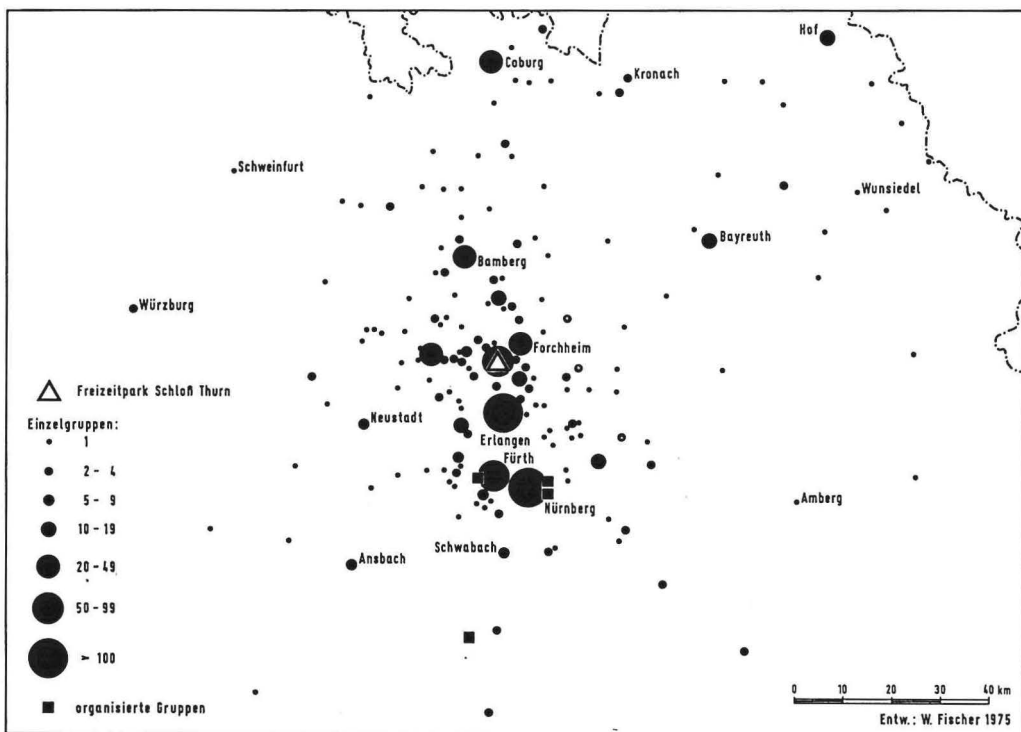 Hof
Coburg
Kronach
Schweinfurt
Wunsiedel
Bayreuth
Bamberg
Würzburg
Forchheim
Freizeitpark Schloß Thurn
Neustadt
Einzelgruppen:
1
2 - 4
5 - 9
10 - 19
20 - 49
50 - 99
> 100
organisierte Gruppen
Erlangen
Fürth
Nürnberg
Amberg
Schwabach
Ansbach
0 10 20 30 40 km
Entw.: W. Fischer 1975